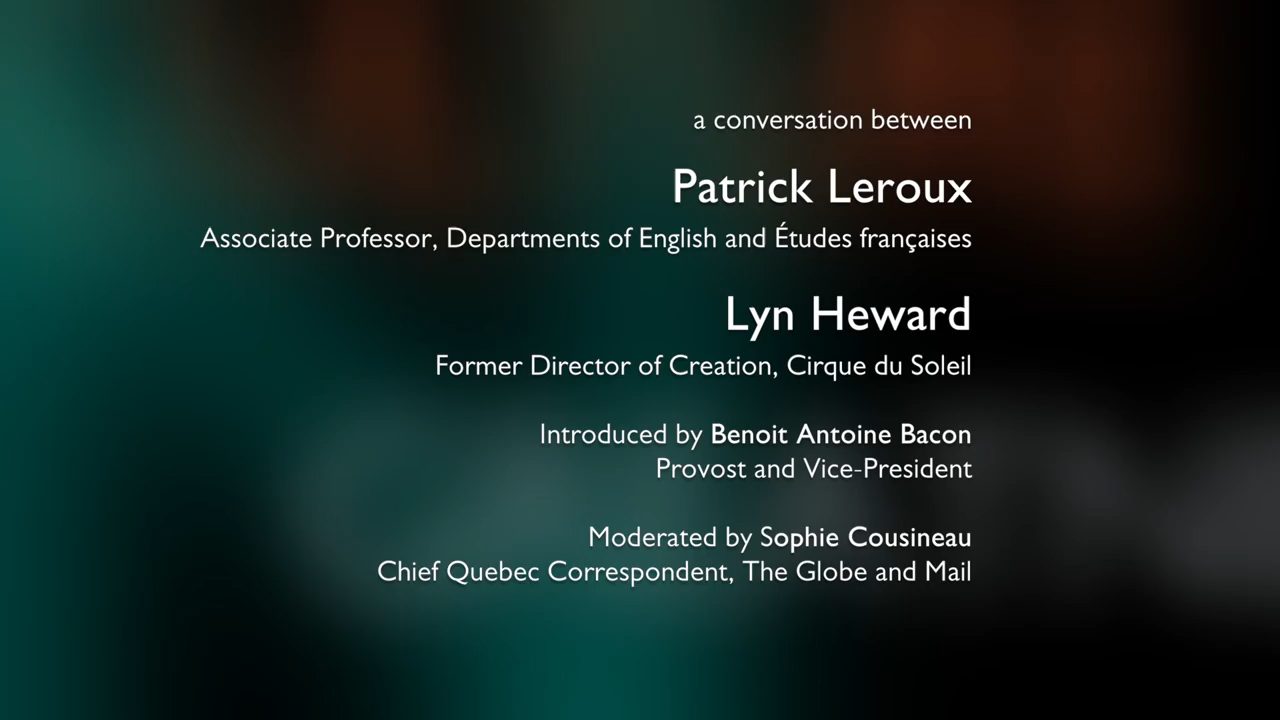 a conversation between
Patrick Leroux
Associate Professor, Departments of English and Études françaises
Lyn Heward
Former Director of Creation, Cirque du Soleil
Introduced by Benoit Antoine Bacon
Provost and Vice-President
Moderated by Sophie Cousineau
Chief Quebec Correspondent, The Globe and Mail